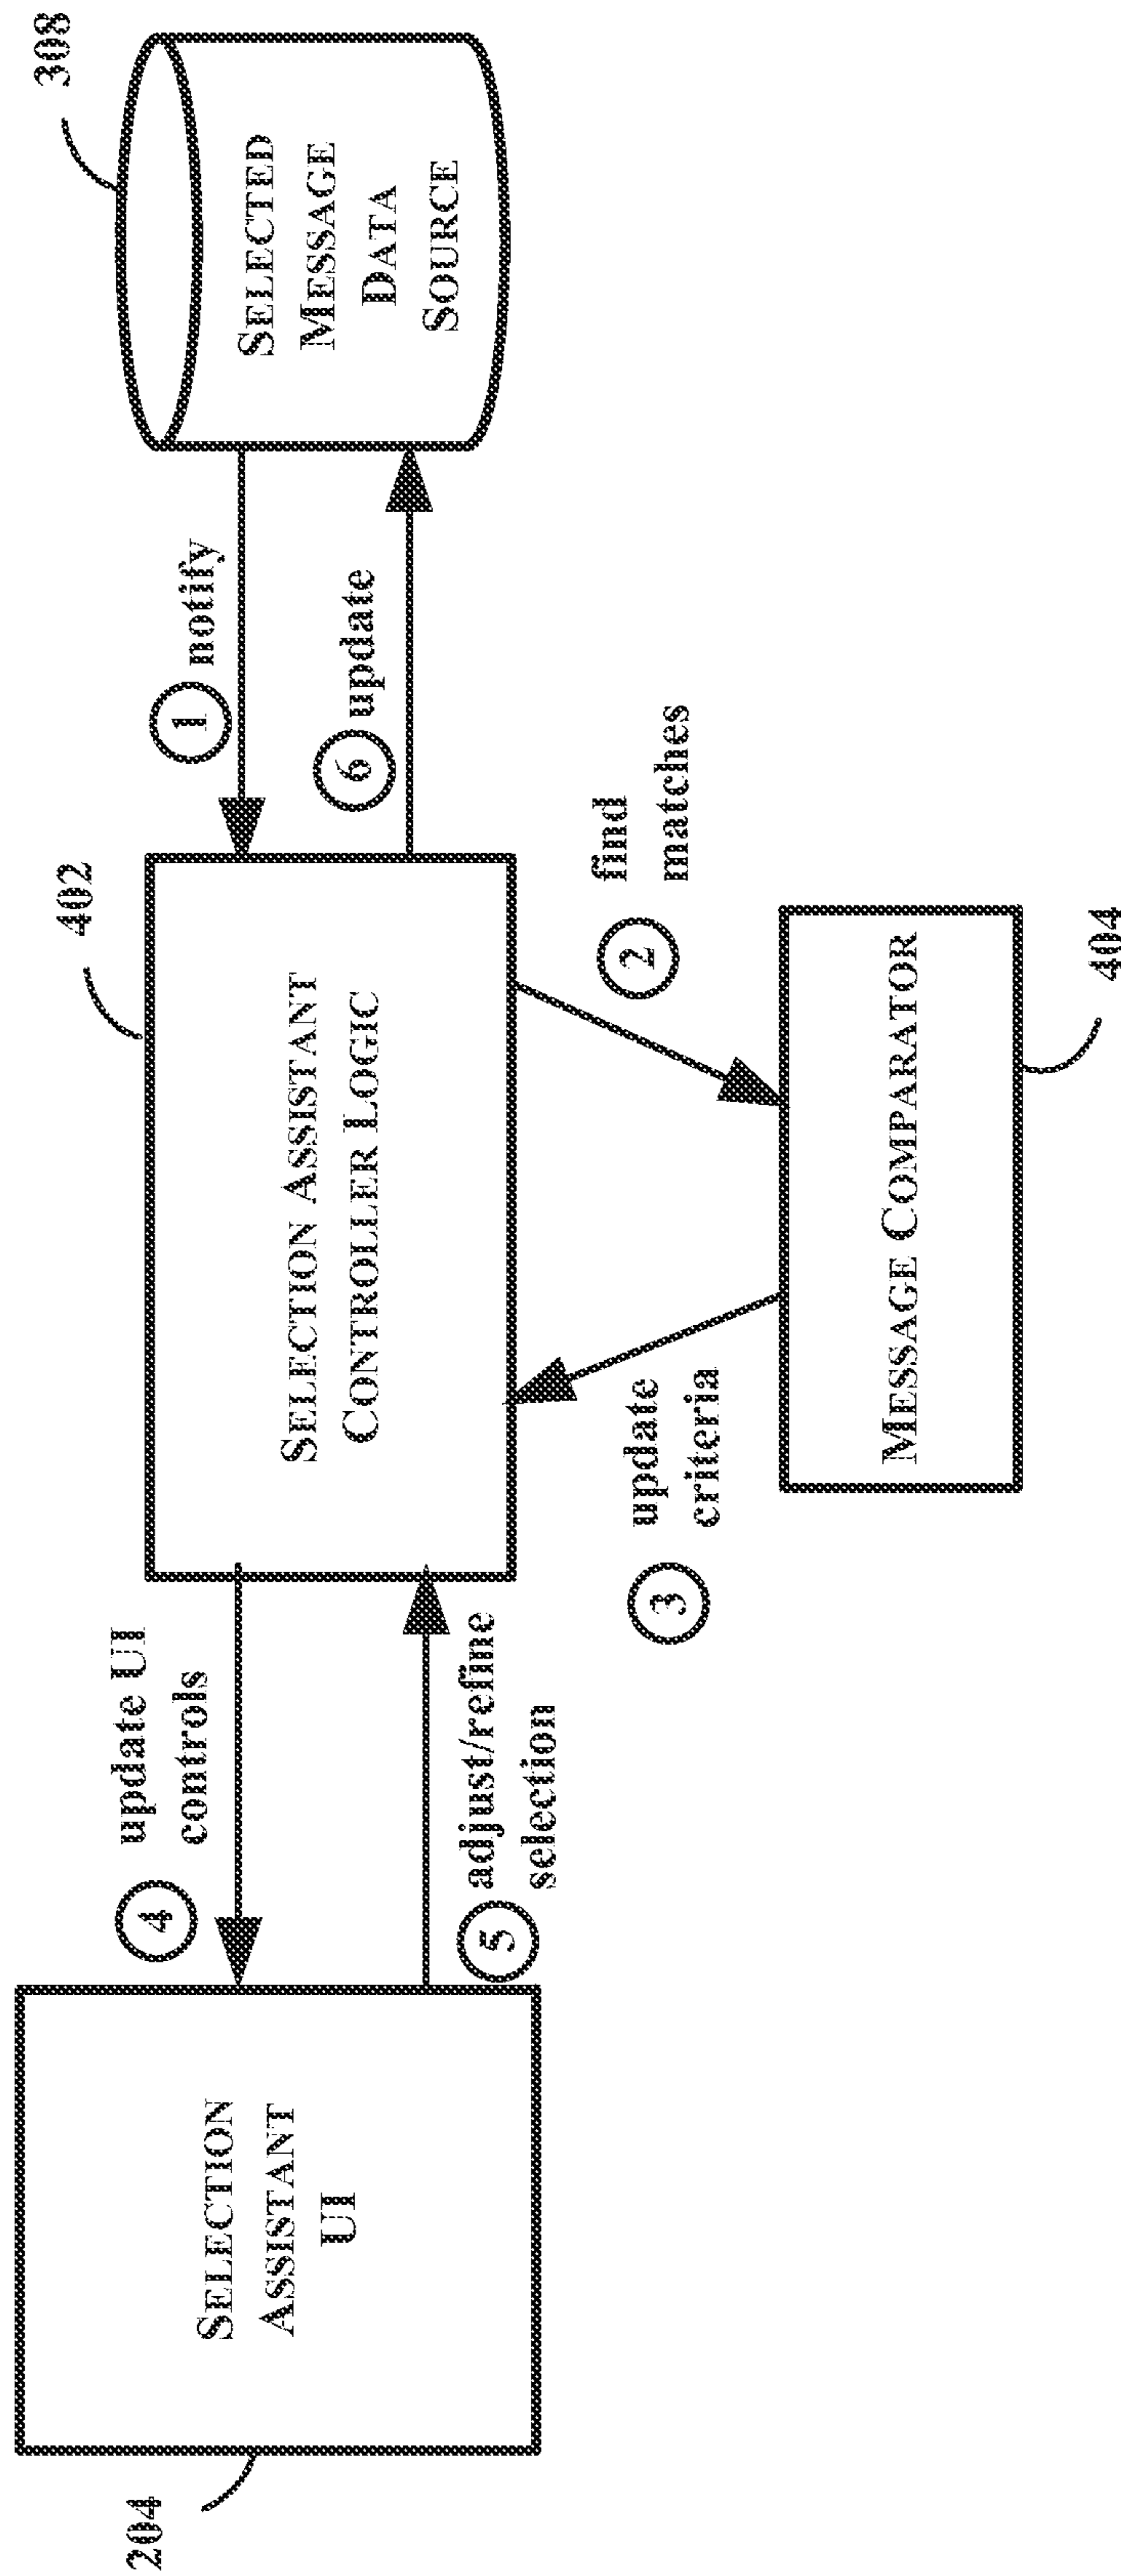 204
SELECTION
ASSISTANT
UI
4
update UI
controls
5
adjust/refine
selection
402
SELECTION ASSISTANT
CONTROLLER LOGIC
3
update
criteria
2
find
matches
MESSAGE COMPARATOR
404
1 notify
6 update
308
SELECTED
MESSAGE
DATA
SOURCE